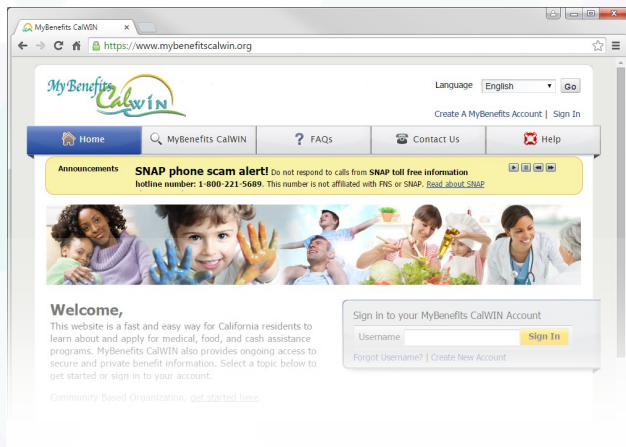 MyBenefits CalWIN
https://www.mybenefitscalwin.org
My Benefits
CalWIN
Language English Go
Create A MyBenefits Account | Sign In
Home MyBenefits CalWIN ? FAQs Contact Us Help
Announcements SNAP phone scam alert! Do not respond to calls from SNAP toll free information
hotline number: 1-800-221-5689. This number is not affiliated with FNS or SNAP. Read about SNAP
Welcome,
This website is a fast and easy way for California residents to
learn about and apply for medical, food, and cash assistance
programs. MyBenefits CalWIN also provides ongoing access to
secure and private benefit information. Select a topic below to
get started or sign in to your account.
Community Based Organization, get started here.
Sign in to your MyBenefits CalWIN Account
Username Sign In
Forgot Username? | Create New Account